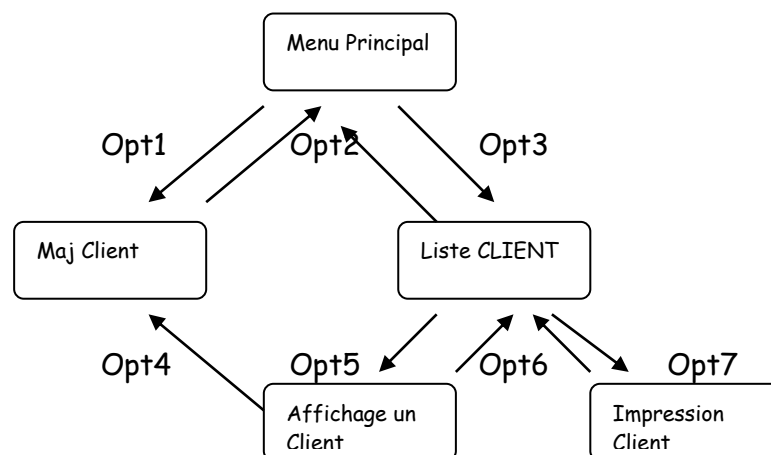 Menu Principal
Opt1
Opt2
Opt3
Maj Client
Liste CLIENT
Opt4
Opt5
Opt6
Opt7
Affichage un
Client
Impression
Client